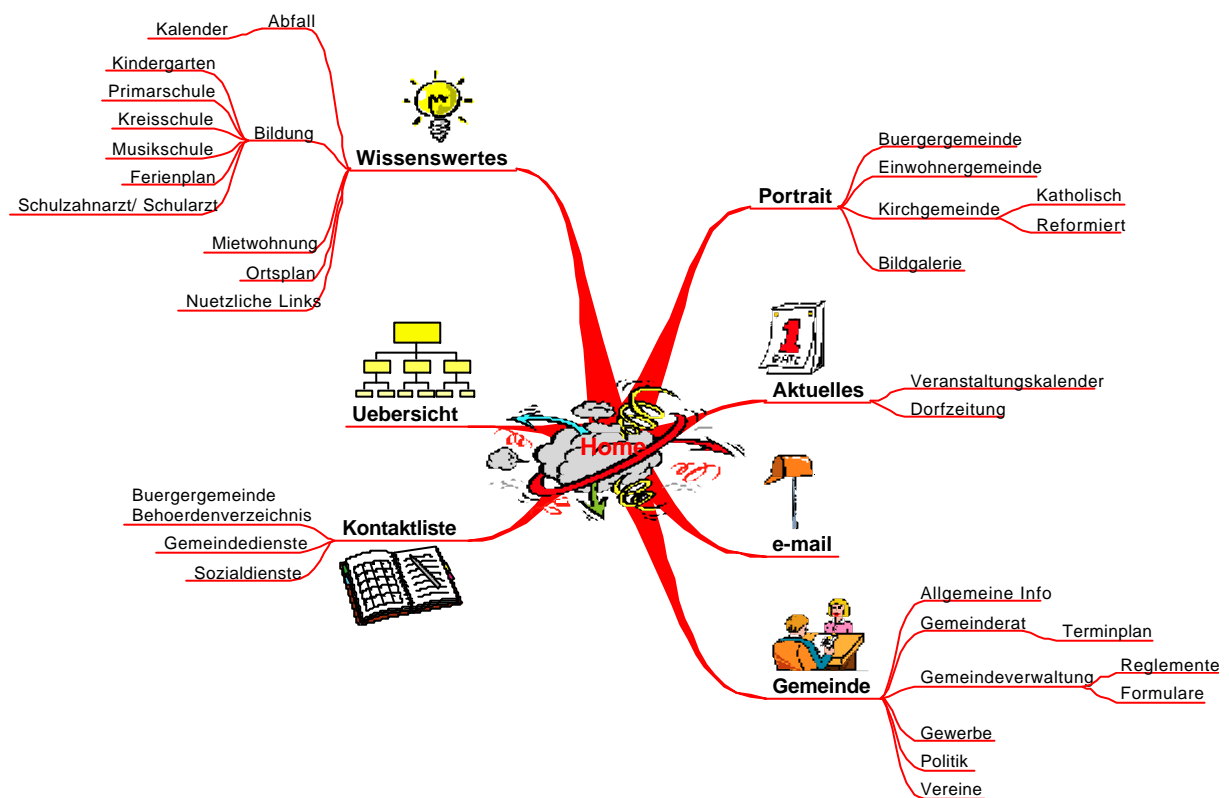 Home
Wissenswertes
Abfall
Kalender
Bildung
Kindergarten
Primarschule
Kreisschule
Musikschule
Ferienplan
Schulzahnarzt/ Schularzt
Mietwohnung
Ortsplan
Nuetzliche Links
Uebersicht
Kontaktliste
Buergergemeinde
Behoerdenverzeichnis
Gemeindedienste
Sozialdienste
Portrait
Buergergemeinde
Einwohnergemeinde
Kirchgemeinde
Katholisch
Reformiert
Bildgalerie
1
Aktuelles
Veranstaltungskalender
Dorfzeitung
e-mail
Gemeinde
Allgemeine Info
Gemeinderat
Terminplan
Gemeindeverwaltung
Reglemente
Formulare
Gewerbe
Politik
Vereine